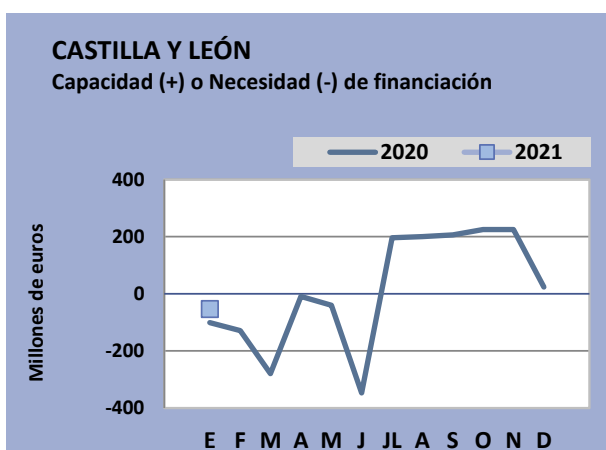 CASTILLA Y LEÓN
Capacidad (+) o Necesidad (-) de financiación
2020 2021
Millones de euros
400
200
0
-200
-400
E F M A M J JL A S O N D